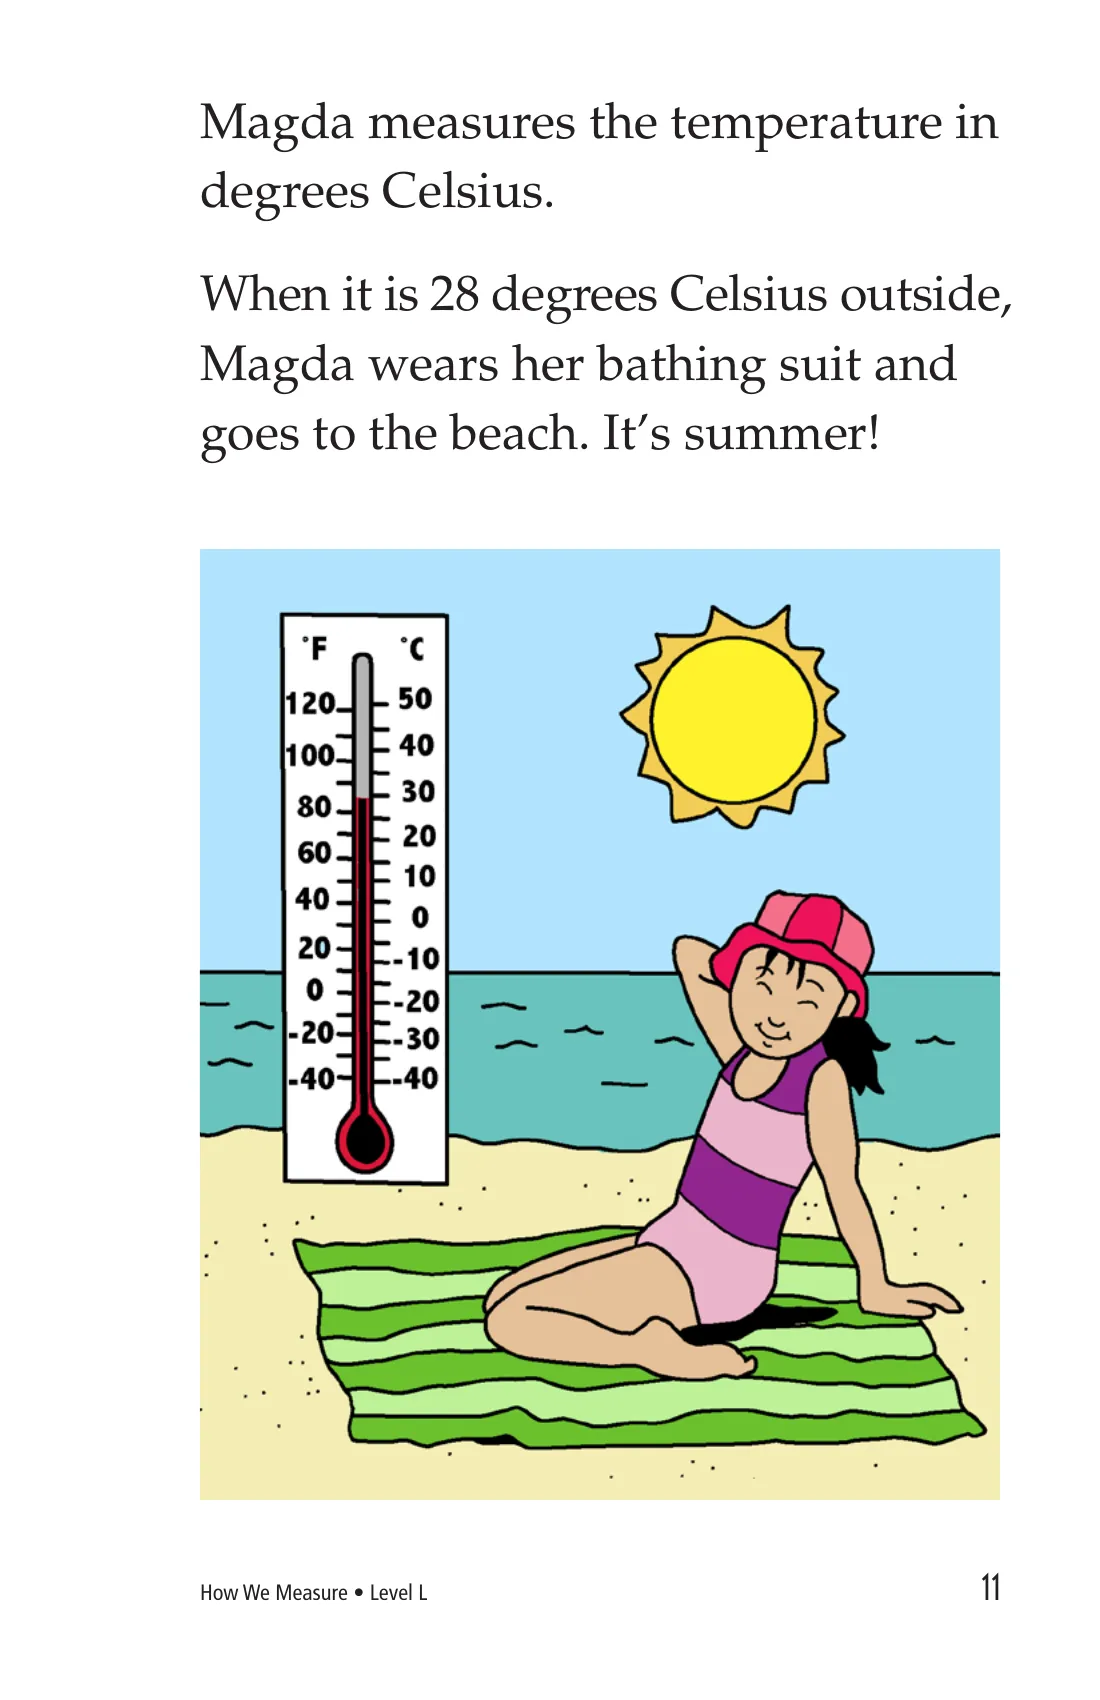 Magda measures the temperature in
degrees Celsius.
When it is 28 degrees Celsius outside,
Magda wears her bathing suit and
goes to the beach. It’s summer!
°F °C
120 50
100 40
80 30
60 20
40 10
20 0
0 -10
-20 -20
-40 -30
-40
How We Measure • Level L 11